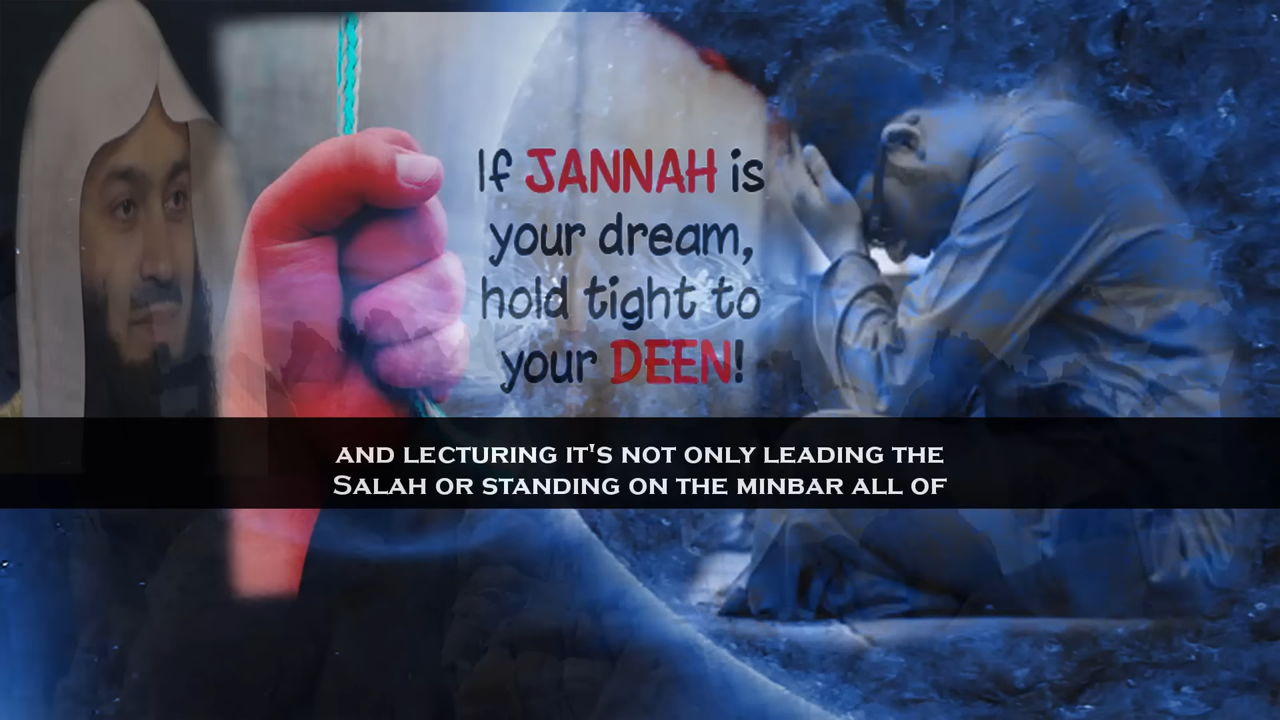 If JANNAH is
your dream,
hold tight to
your DEEN!
AND LECTURING IT'S NOT ONLY LEADING THE
SALAH OR STANDING ON THE MINBAR ALL OF